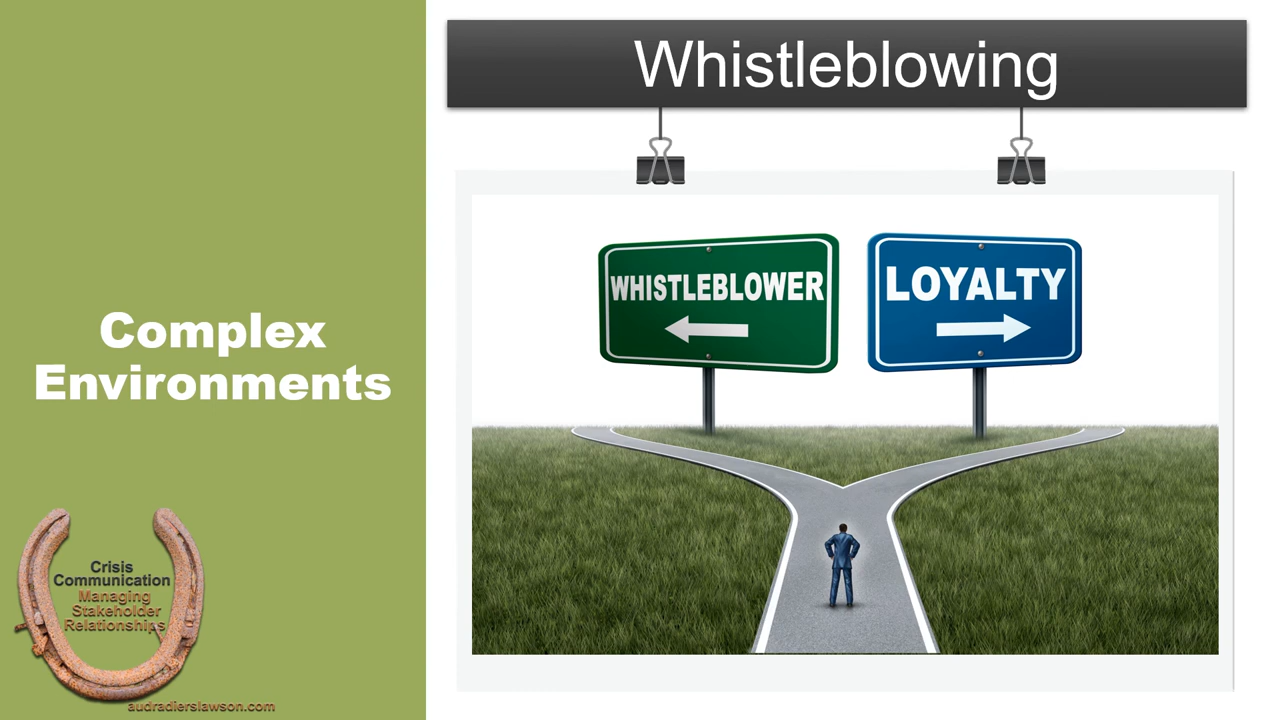 Whistleblowing
WHISTLEBLOWER
LOYALTY
Complex
Environments
Crisis
Communication
Managing
Stakeholder
Relationships
audradierslawson.com